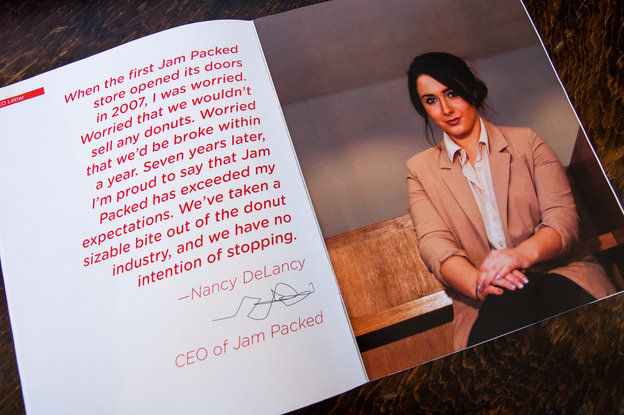 CEO Letter
When the first Jam Packed
store opened its doors
in 2007, I was worried.
Worried that we wouldn't
sell any donuts. Worried
that we'd be broke within
a year. Seven years later,
I'm proud to say that Jam
Packed has exceeded my
expectations. We've taken a
sizable bite out of the donut
industry, and we have no
intention of stopping.
—Nancy DeLancy
CEO of Jam Packed